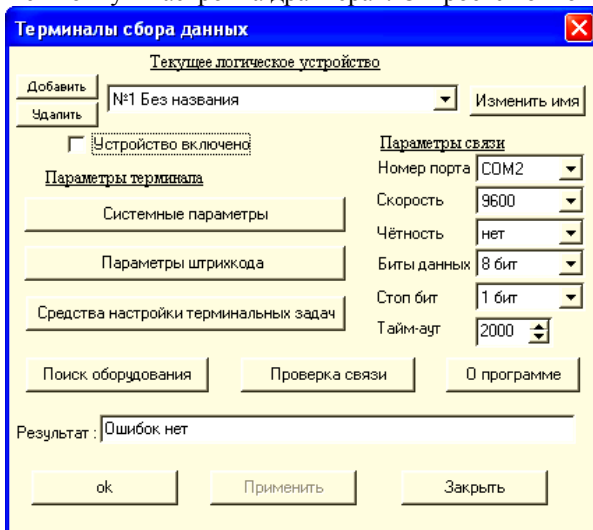 Терминалы сбора данных
Текущее логическое устройство
Добавить
Удалить
№1 Без названия
Изменить имя
Устройство включено
Параметры связи
Номер порта COM2
Параметры терминала
Скорость 9600
Системные параметры
Чётность нет
Параметры штрихкода
Биты данных 8 бит
Стоп бит 1 бит
Средства настройки терминальных задач
Тайм-аут 2000
Поиск оборудования Проверка связи О программе
Результат : Ошибок нет
ok Применить Закрыть